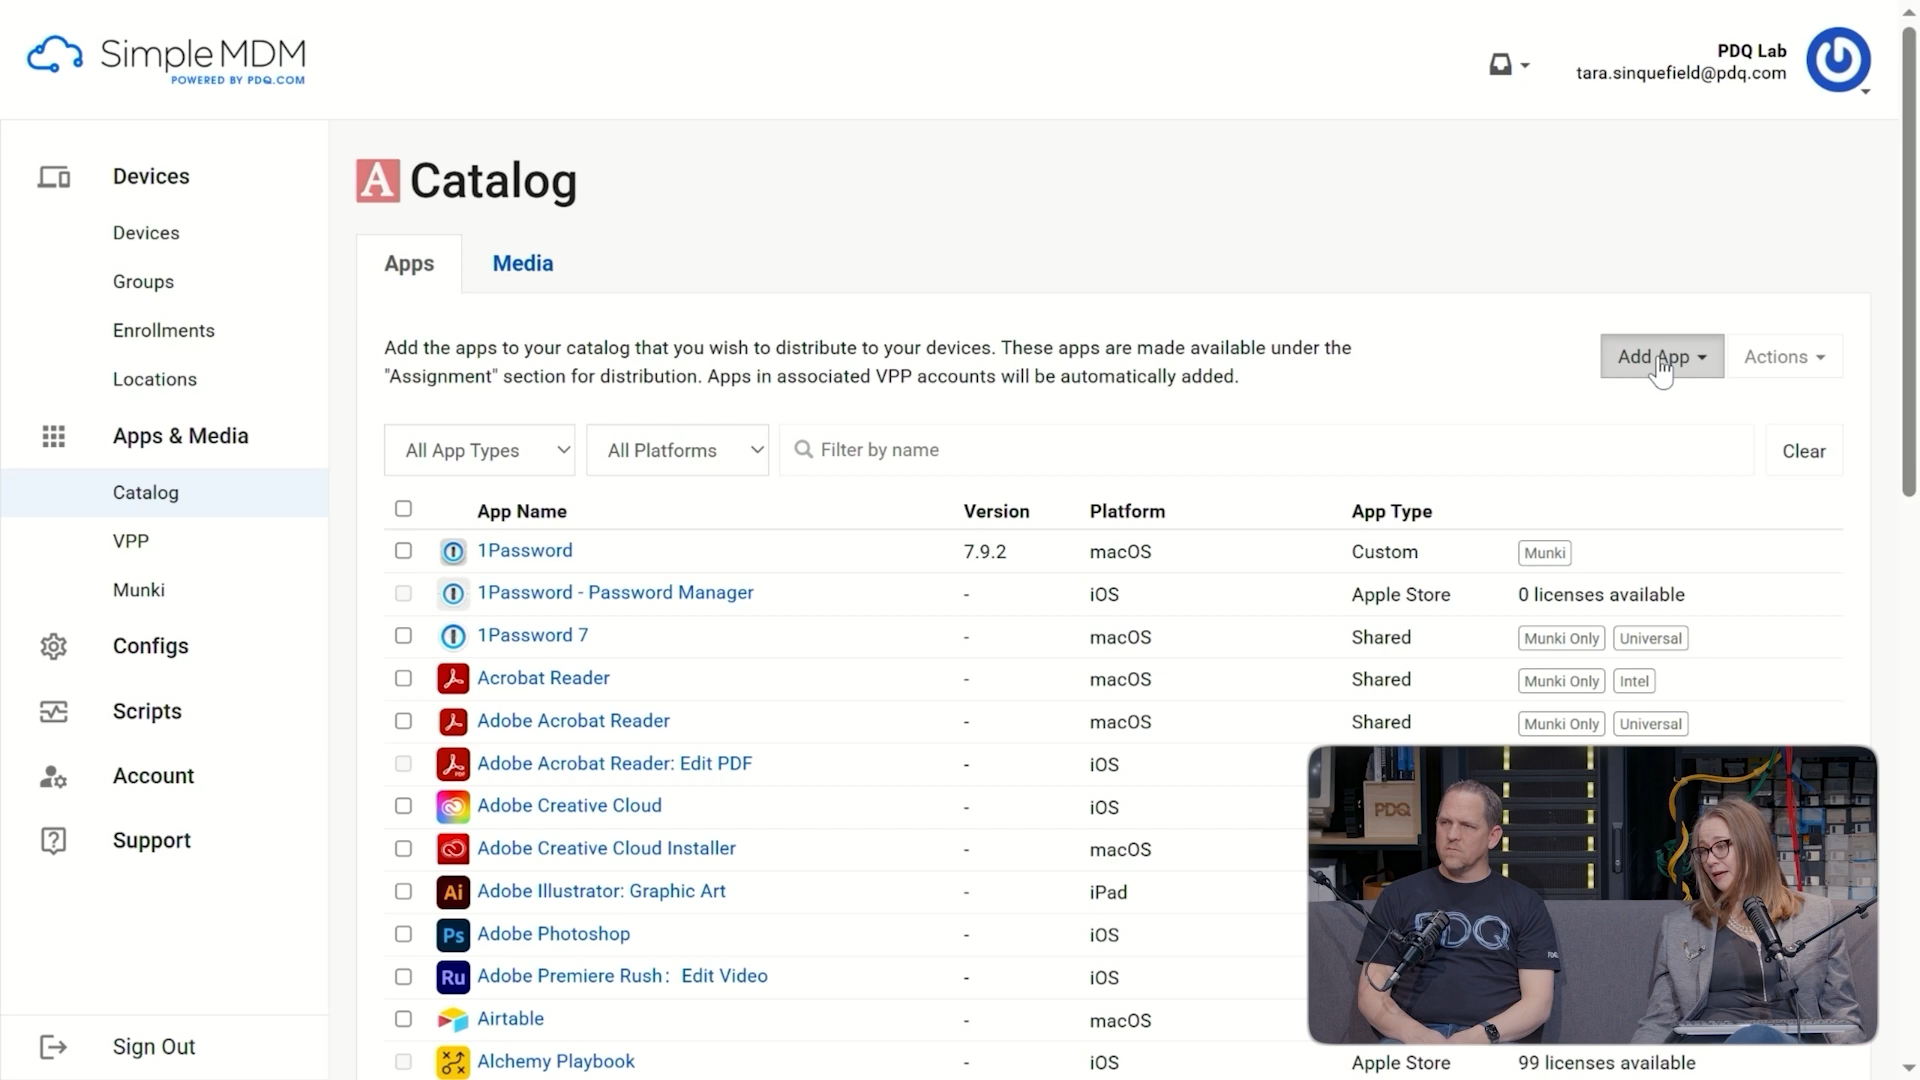 SimpleMDM
POWERED BY PDQ.COM
PDQ Lab
tara.sinquefield@pdq.com
Devices
Devices
Groups
Enrollments
Locations
Apps & Media
Catalog
VPP
Munki
Configs
Scripts
Account
Support
Sign Out
A Catalog
Apps Media
Add the apps to your catalog that you wish to distribute to your devices. These apps are made available under the
"Assignment" section for distribution. Apps in associated VPP accounts will be automatically added.
Add App Actions
All App Types All Platforms Filter by name Clear
App Name Version Platform App Type
1Password 7.9.2 macOS Custom Munki
1Password - Password Manager - iOS Apple Store 0 licenses available
1Password 7 - macOS Shared Munki Only Universal
Acrobat Reader - macOS Shared Munki Only Intel
Adobe Acrobat Reader - macOS Shared Munki Only Universal
Adobe Acrobat Reader: Edit PDF - iOS
Adobe Creative Cloud - iOS
Adobe Creative Cloud Installer - macOS
Ai Adobe Illustrator: Graphic Art - iPad
Ps Adobe Photoshop - iOS
Ru Adobe Premiere Rush： Edit Video - iOS
Airtable - macOS
Alchemy Playbook - iOS Apple Store 99 licenses available
PDQ
PDQ